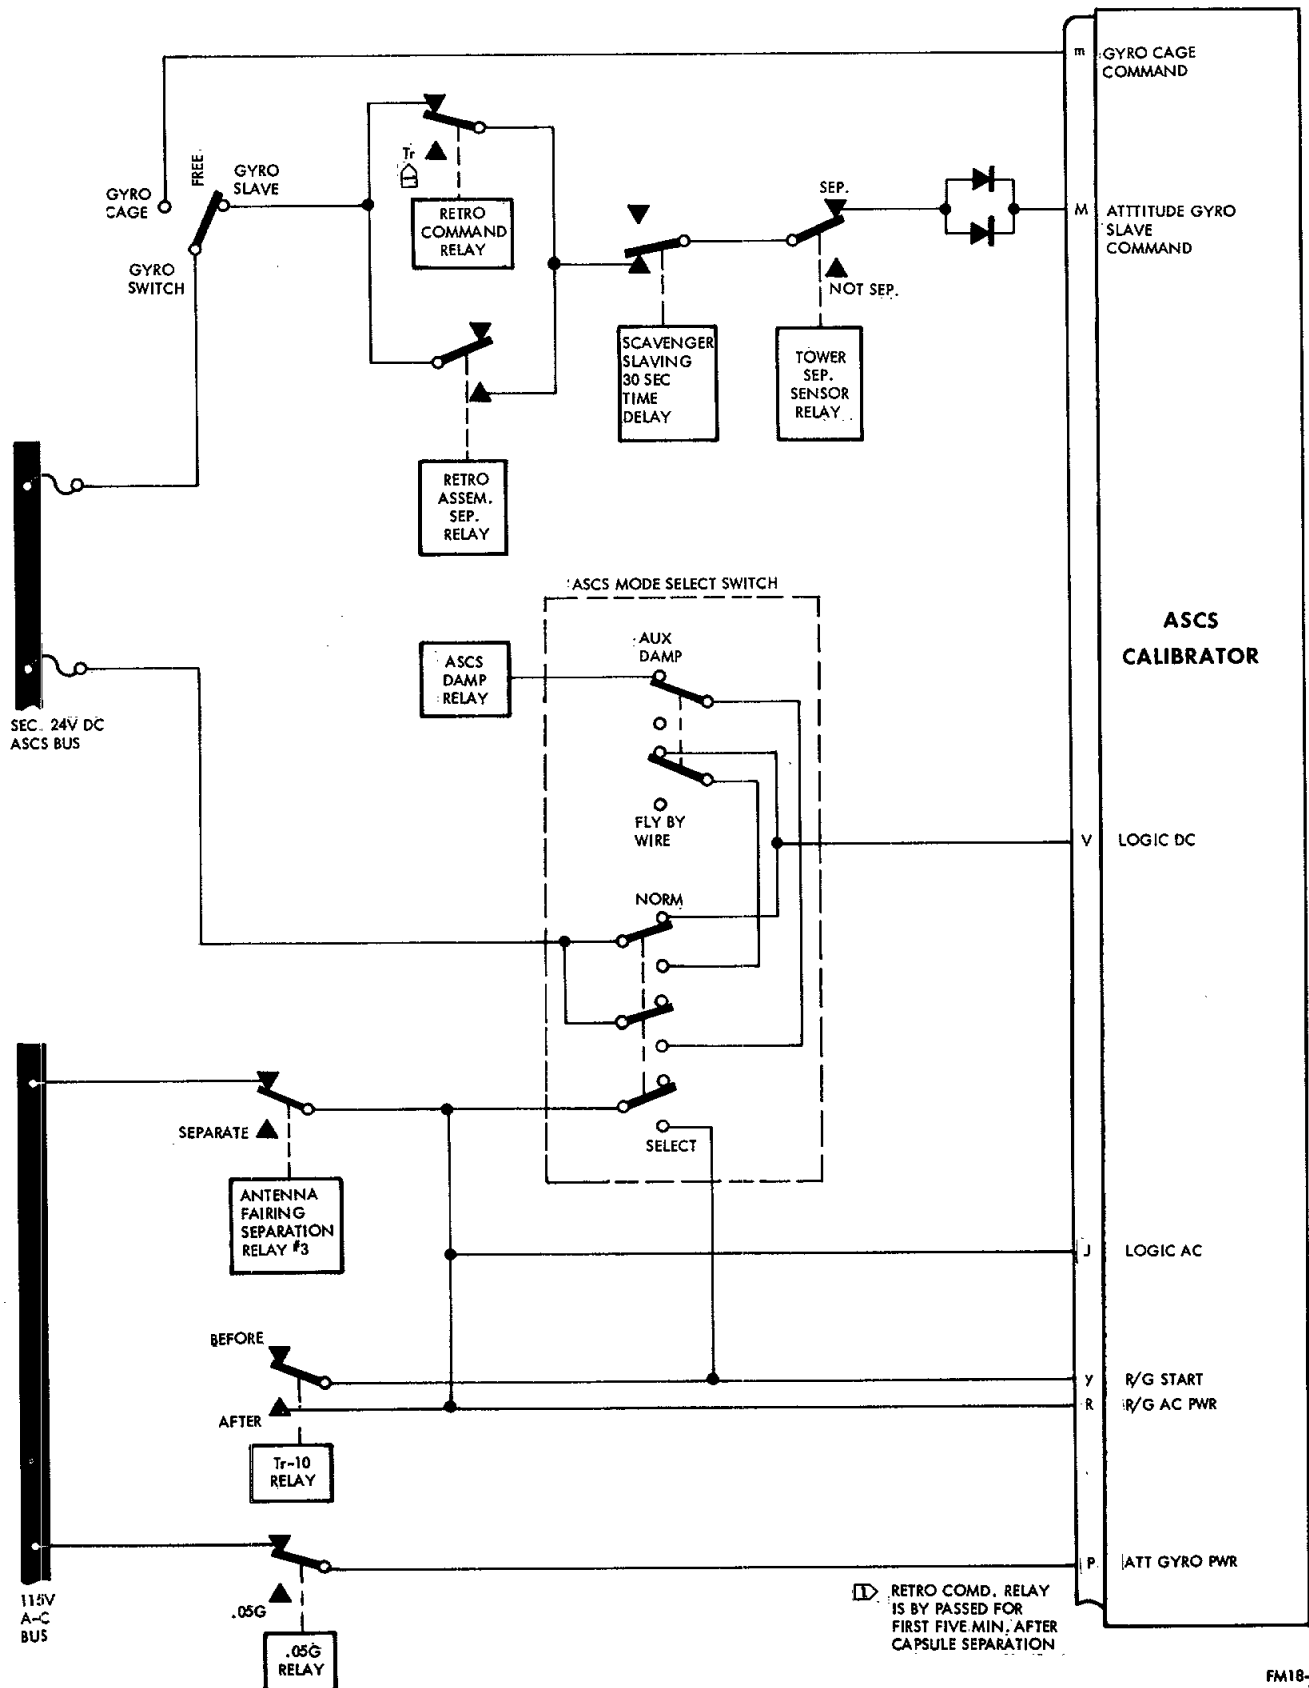 m GYRO CAGE
COMMAND
FREE
GYRO
SLAVE
GYRO
CAGE
GYRO
SWITCH
Tr
1
RETRO
COMMAND
RELAY
SEP.
NOT SEP.
M ATTTITUDE GYRO
SLAVE
COMMAND
SCAVENGER
SLAVING
30 SEC
TIME
DELAY
TOWER
SEP.
SENSOR
RELAY
RETRO
ASSEM.
SEP.
RELAY
SEC. 24V DC
ASCS BUS
ASCS MODE SELECT SWITCH
ASCS
DAMP
RELAY
AUX
DAMP
FLY BY
WIRE
NORM
SELECT
ASCS
CALIBRATOR
V LOGIC DC
SEPARATE
ANTENNA
FAIRING
SEPARATION
RELAY #3
J LOGIC AC
BEFORE
AFTER
Tr-10
RELAY
y R/G START
R R/G AC PWR
P ATT GYRO PWR
.05G
.05G
RELAY
115V
A-C
BUS
1 RETRO COMD. RELAY
IS BY PASSED FOR
FIRST FIVE MIN. AFTER
CAPSULE SEPARATION
FM18-